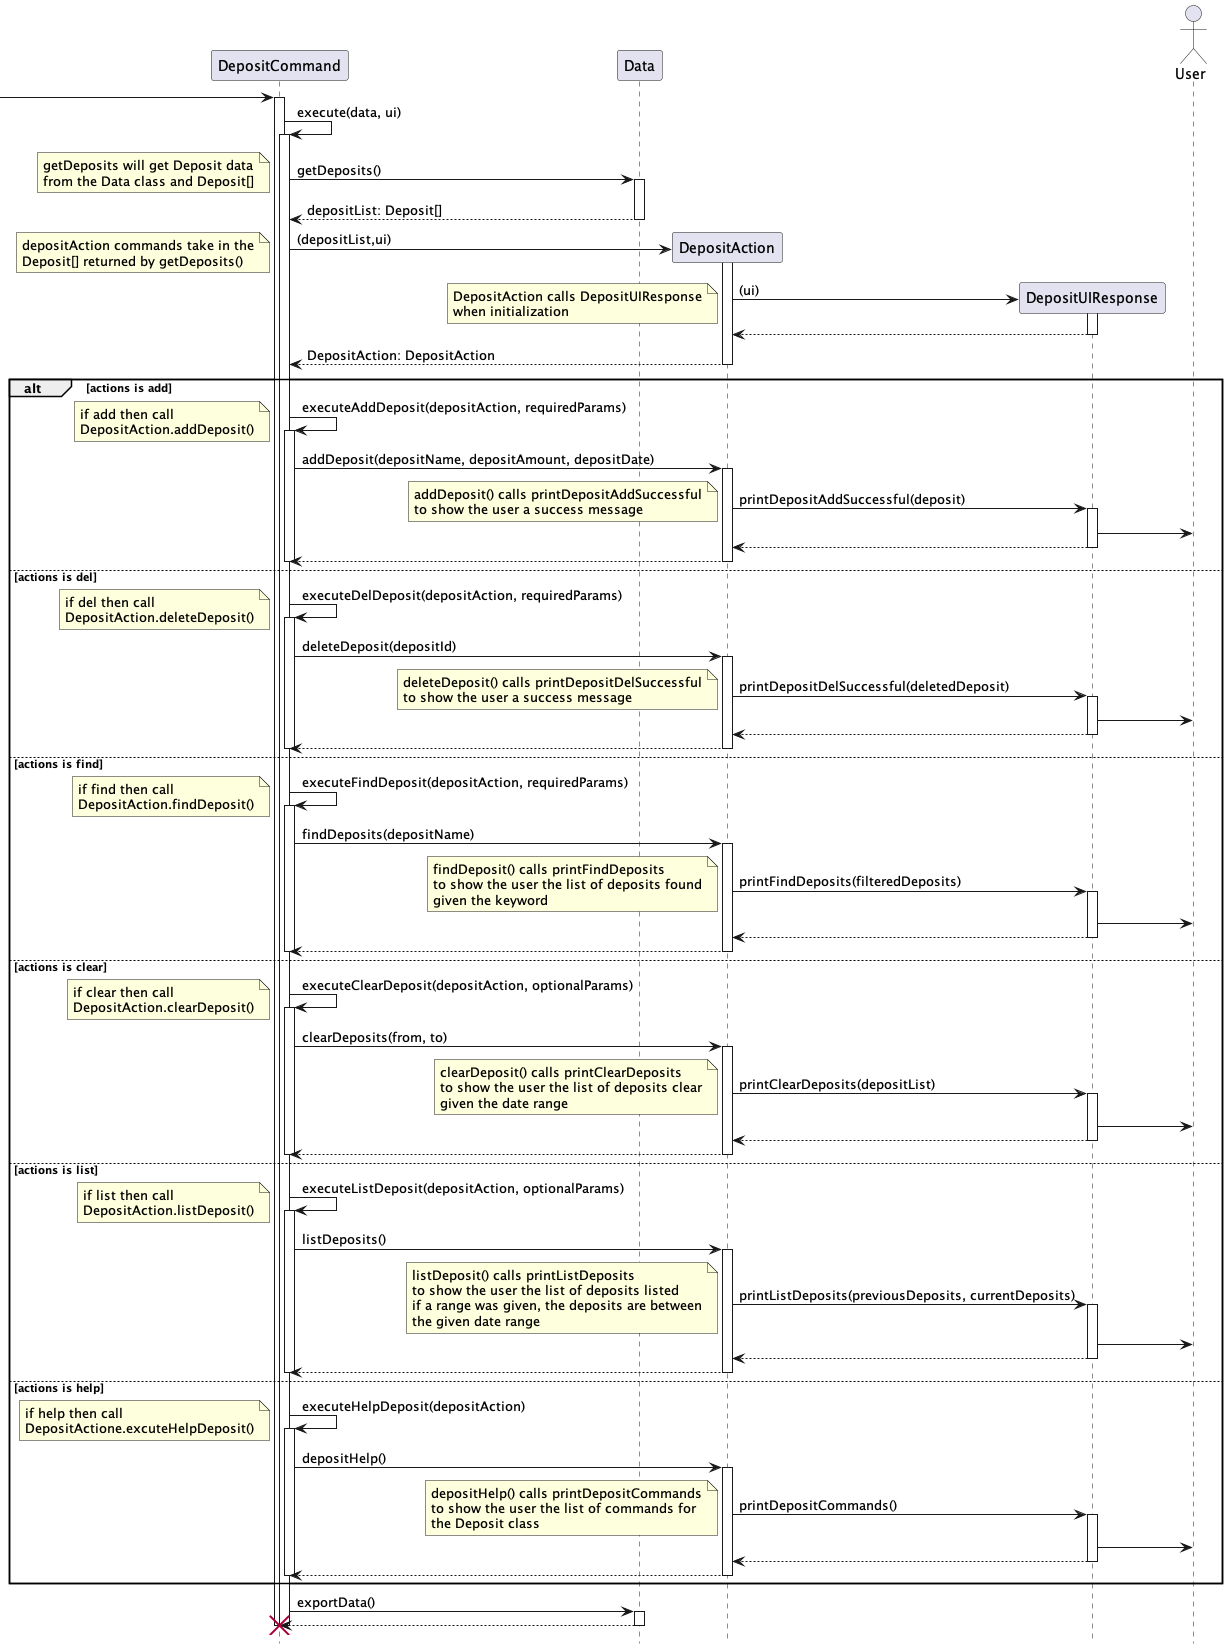 User
DepositCommand
Data
execute(data, ui)
getDeposits will get Deposit data
from the Data class and Deposit[]
getDeposits()
depositList: Deposit[]
depositAction commands take in the
Deposit[] returned by getDeposits()
(depositList,ui)
DepositAction
DepositAction calls DepositUIResponse
when initialization
(ui)
DepositUIResponse
DepositAction: DepositAction
alt
[actions is add]
if add then call
DepositAction.addDeposit()
executeAddDeposit(depositAction, requiredParams)
addDeposit(depositName, depositAmount, depositDate)
addDeposit() calls printDepositAddSuccessful
to show the user a success message
printDepositAddSuccessful(deposit)
[actions is del]
if del then call
DepositAction.deleteDeposit()
executeDelDeposit(depositAction, requiredParams)
deleteDeposit(depositId)
deleteDeposit() calls printDepositDelSuccessful
to show the user a success message
printDepositDelSuccessful(deletedDeposit)
[actions is find]
if find then call
DepositAction.findDeposit()
executeFindDeposit(depositAction, requiredParams)
findDeposits(depositName)
findDeposit() calls printFindDeposits
to show the user the list of deposits found
given the keyword
printFindDeposits(filteredDeposits)
[actions is clear]
if clear then call
DepositAction.clearDeposit()
executeClearDeposit(depositAction, optionalParams)
clearDeposits(from, to)
clearDeposit() calls printClearDeposits
to show the user the list of deposits clear
given the date range
printClearDeposits(depositList)
[actions is list]
if list then call
DepositAction.listDeposit()
executeListDeposit(depositAction, optionalParams)
listDeposits()
listDeposit() calls printListDeposits
to show the user the list of deposits listed
if a range was given, the deposits are between
the given date range
printListDeposits(previousDeposits, currentDeposits)
[actions is help]
if help then call
DepositActione.excuteHelpDeposit()
executeHelpDeposit(depositAction)
depositHelp()
depositHelp() calls printDepositCommands
to show the user the list of commands for
the Deposit class
printDepositCommands()
exportData()